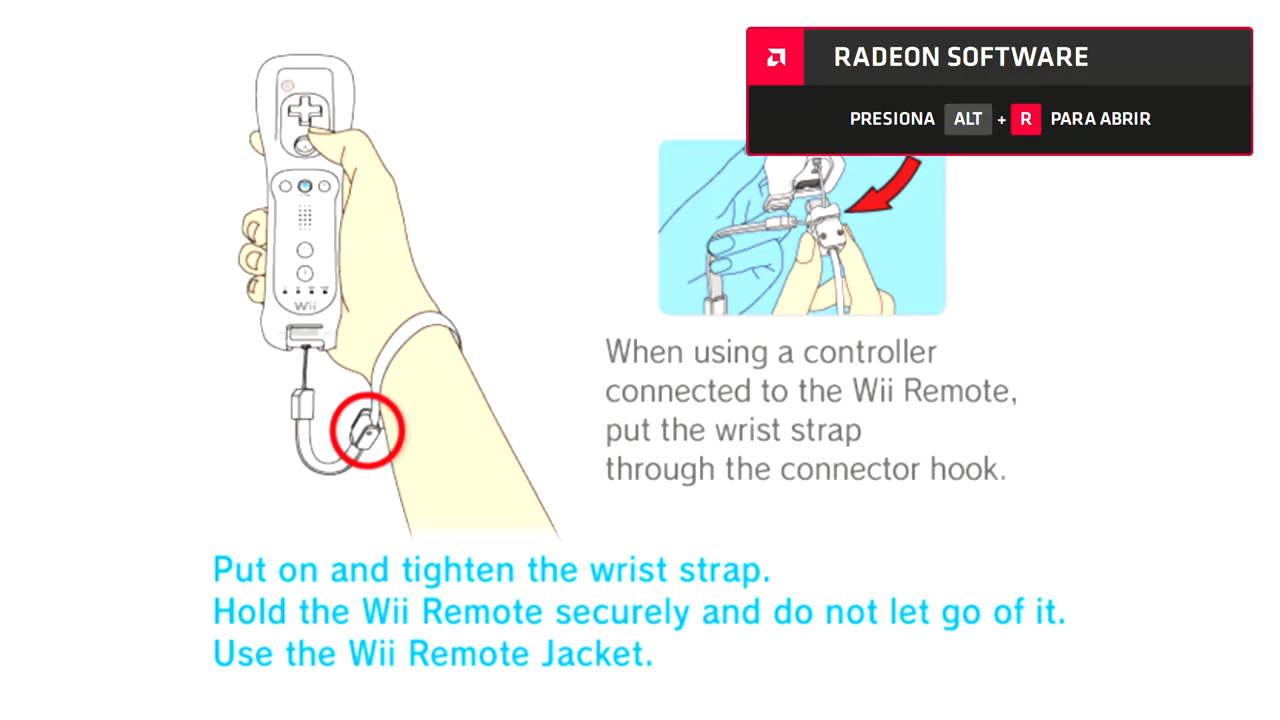 RADEON SOFTWARE
PRESIONA ALT + R PARA ABRIR
Wii
When using a controller
connected to the Wii Remote,
put the wrist strap
through the connector hook.
Put on and tighten the wrist strap.
Hold the Wii Remote securely and do not let go of it.
Use the Wii Remote Jacket.